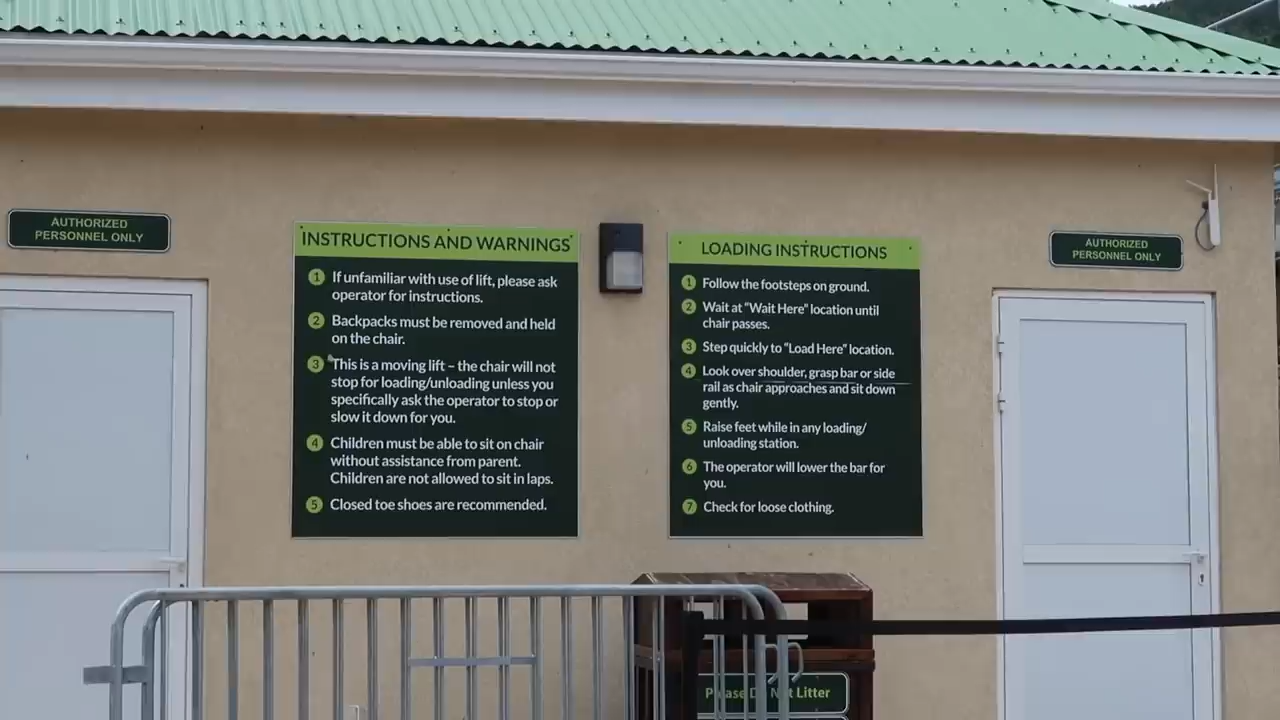 AUTHORIZED
PERSONNEL ONLY
INSTRUCTIONS AND WARNINGS
1 If unfamiliar with use of lift, please ask
operator for instructions.
2 Backpacks must be removed and held
on the chair.
3 This is a moving lift – the chair will not
stop for loading/unloading unless you
specifically ask the operator to stop or
slow it down for you.
4 Children must be able to sit on chair
without assistance from parent.
Children are not allowed to sit in laps.
5 Closed toe shoes are recommended.
LOADING INSTRUCTIONS
1 Follow the footsteps on ground.
2 Wait at “Wait Here” location until
chair passes.
3 Step quickly to “Load Here” location.
4 Look over shoulder, grasp bar or side
rail as chair approaches and sit down
gently.
5 Raise feet while in any loading/
unloading station.
6 The operator will lower the bar for
you.
7 Check for loose clothing.
AUTHORIZED
PERSONNEL ONLY
Please Do Not Litter